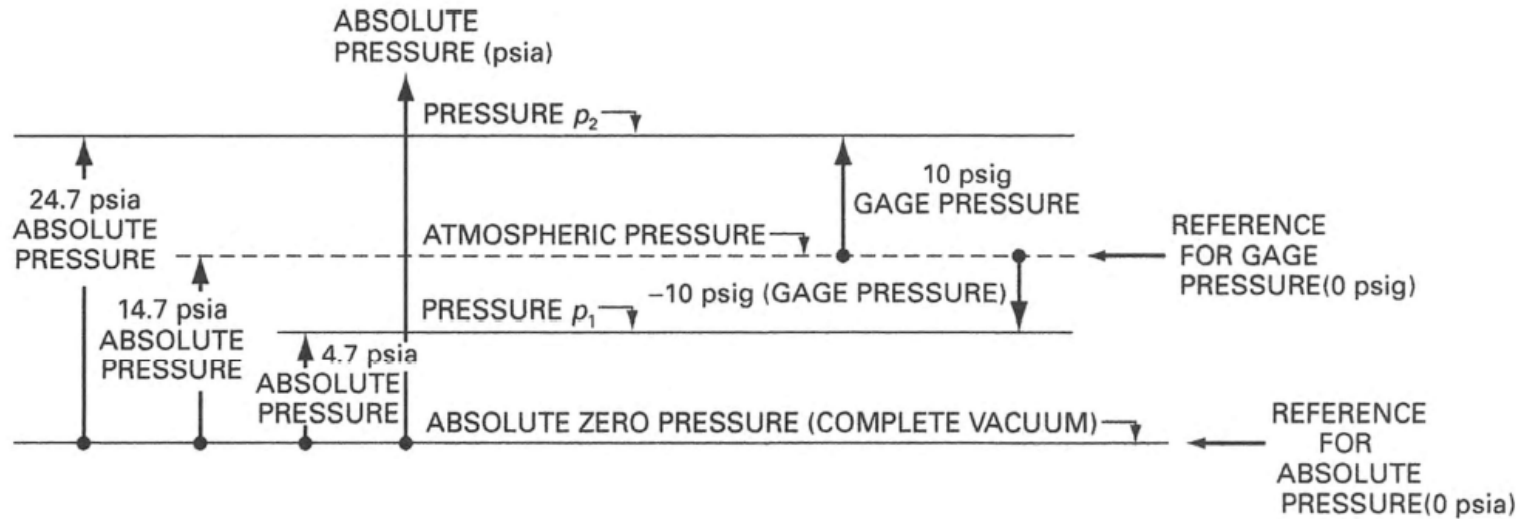 ABSOLUTE
PRESSURE (psia)
PRESSURE p₂
24.7 psia
ABSOLUTE
PRESSURE
10 psig
GAGE PRESSURE
ATMOSPHERIC PRESSURE
REFERENCE
FOR GAGE
PRESSURE(0 psig)
14.7 psia
ABSOLUTE
PRESSURE
–10 psig (GAGE PRESSURE)
PRESSURE p₁
4.7 psia
ABSOLUTE
PRESSURE
ABSOLUTE ZERO PRESSURE (COMPLETE VACUUM)
REFERENCE
FOR
ABSOLUTE
PRESSURE(0 psia)